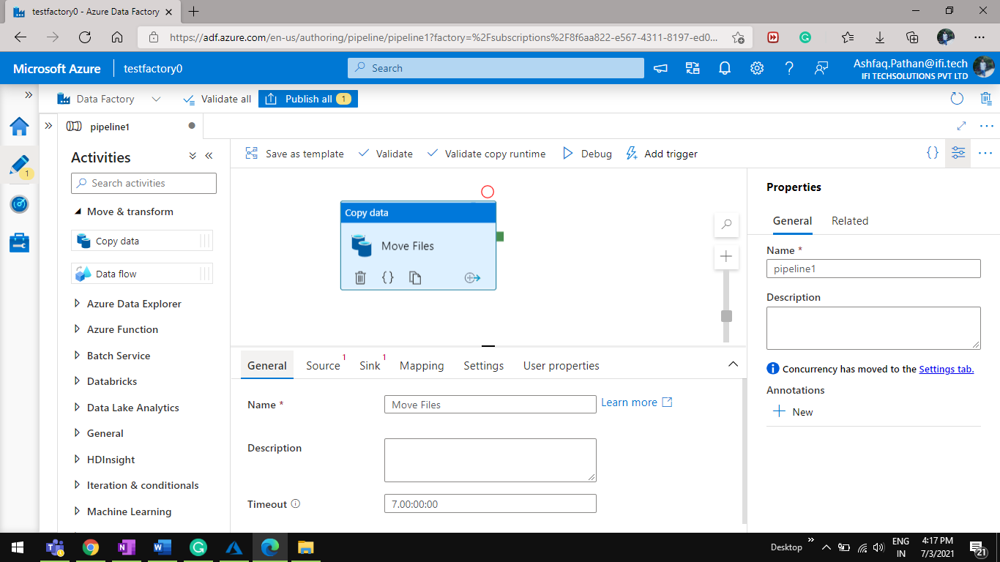 testfactory0 - Azure Data Factory
https://adf.azure.com/en-us/authoring/pipeline/pipeline1?factory=%2Fsubscriptions%2F8f6aa822-e567-4311-8197-ed0...
Microsoft Azure
testfactory0
Search
Ashfaq.Pathan@ifi.tech
IFI TECHSOLUTIONS PVT LTD
Data Factory
Validate all
Publish all 1
pipeline1
1
Activities
Search activities
Move & transform
Copy data
Data flow
Azure Data Explorer
Azure Function
Batch Service
Databricks
Data Lake Analytics
General
HDInsight
Iteration & conditionals
Machine Learning
Save as template
Validate
Validate copy runtime
Debug
Add trigger
{}
Copy data
Move Files
{}
General
Source 1
Sink 1
Mapping
Settings
User properties
Name *
Move Files
Learn more
Description
Timeout
7.00:00:00
Properties
General
Related
Name *
pipeline1
Description
Concurrency has moved to the Settings tab.
Annotations
New
Desktop
ENG
IN
4:17 PM
7/3/2021
21